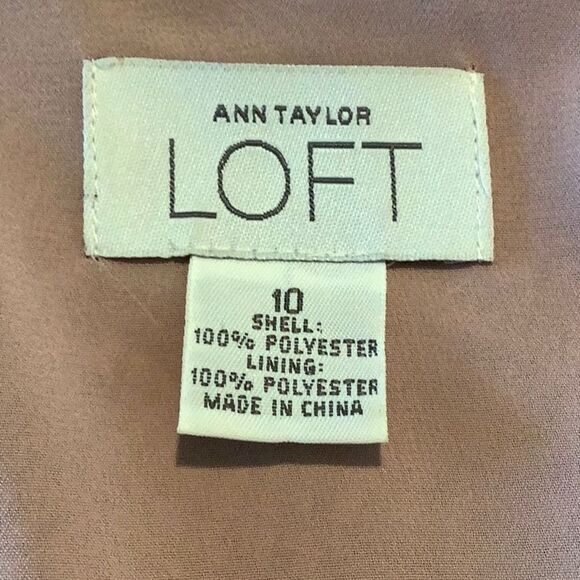 ANN TAYLOR
LOFT
10
SHELL:
100% POLYESTER
LINING:
100% POLYESTER
MADE IN CHINA